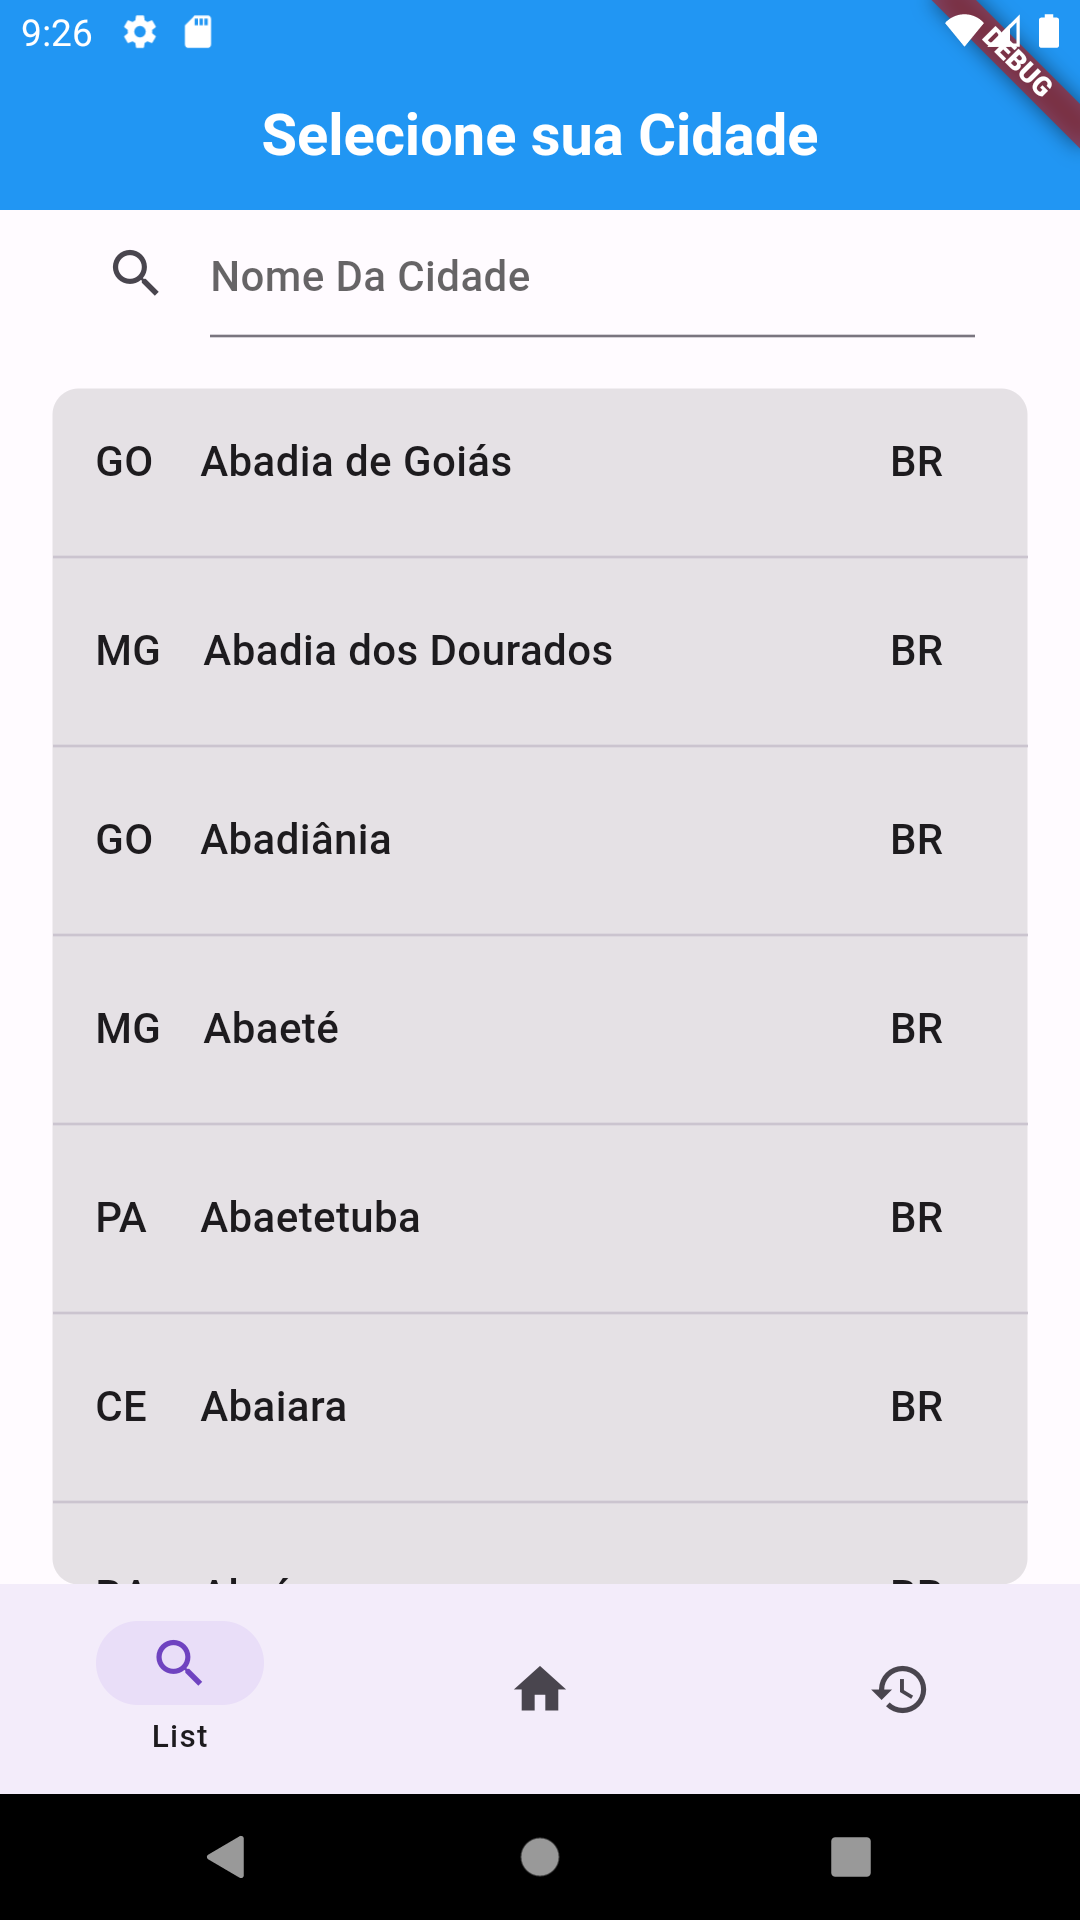 9:26
DEBUG
Selecione sua Cidade
Nome Da Cidade
GO Abadia de Goiás BR
MG Abadia dos Dourados BR
GO Abadiânia BR
MG Abaeté BR
PA Abaetetuba BR
CE Abaiara BR
List